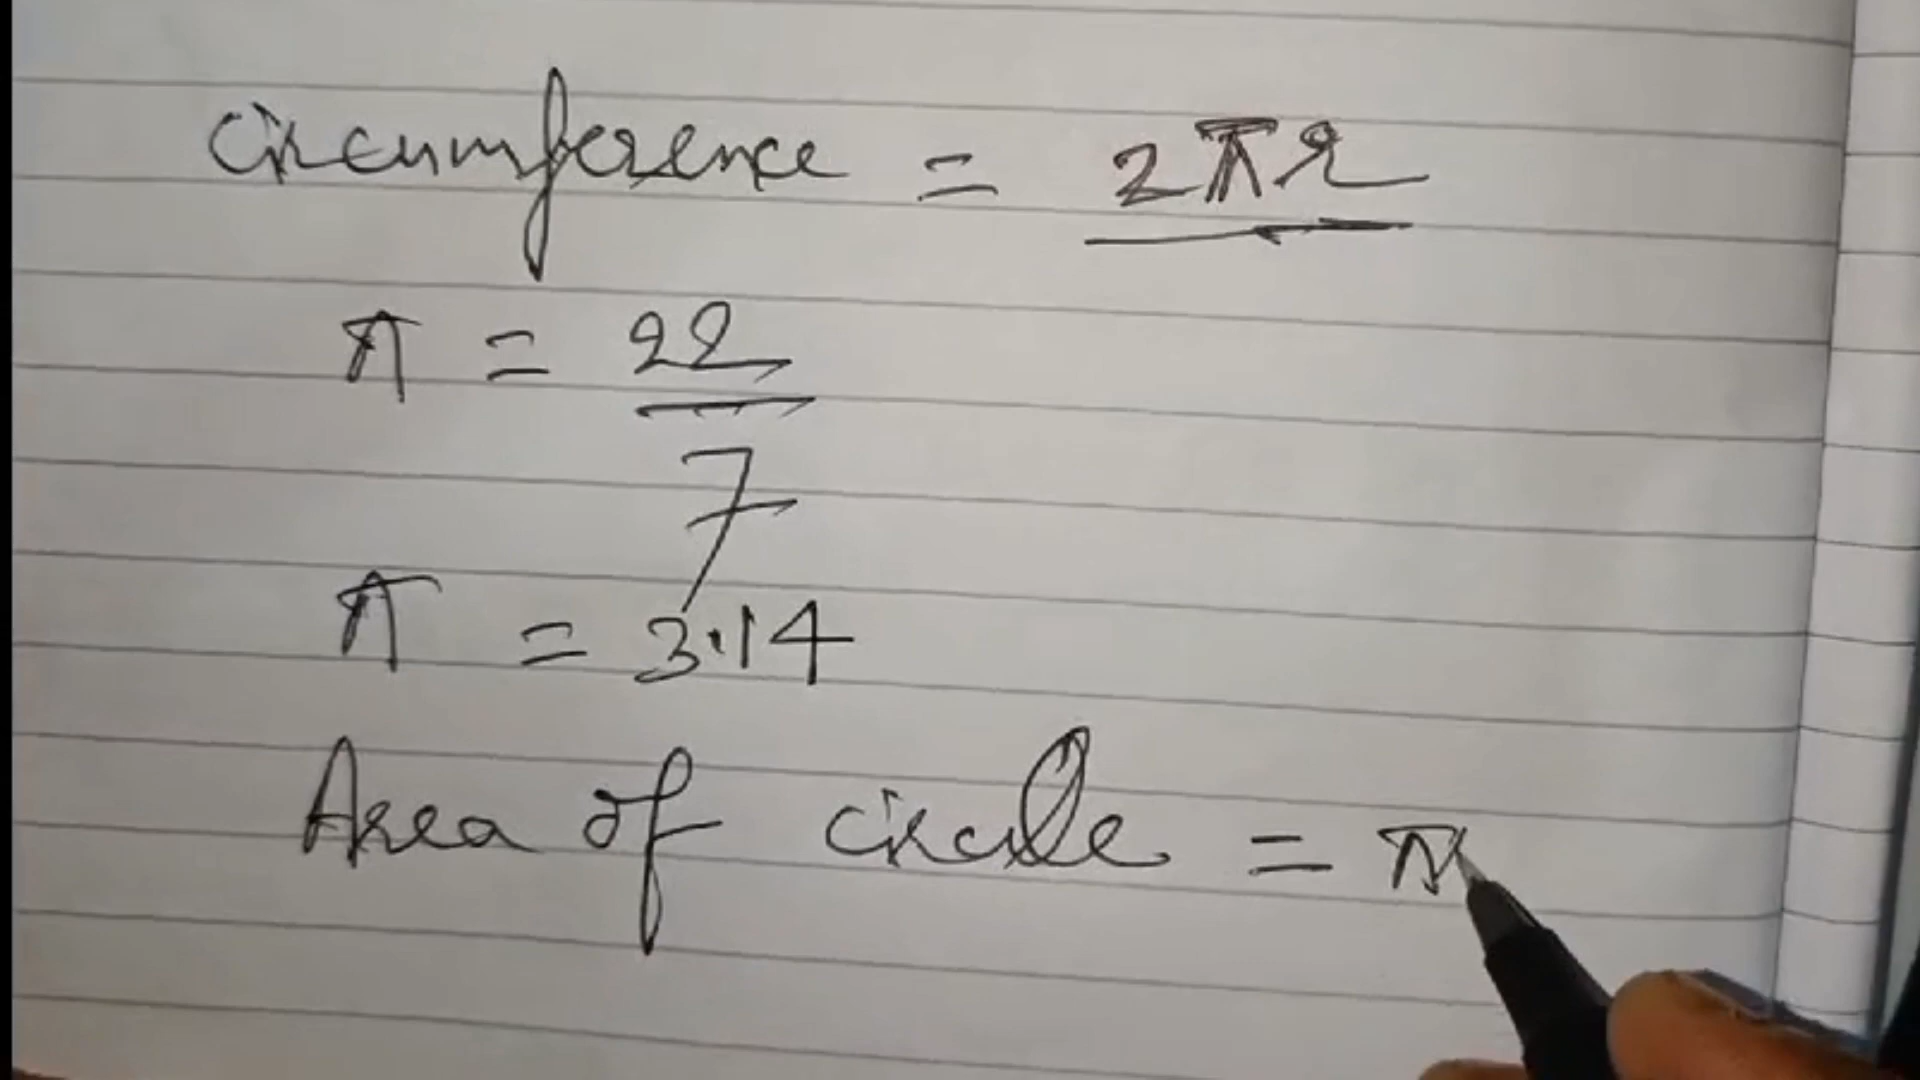 Circumference = 2πr
π = 22/7
π = 3.14
Area of circle = π